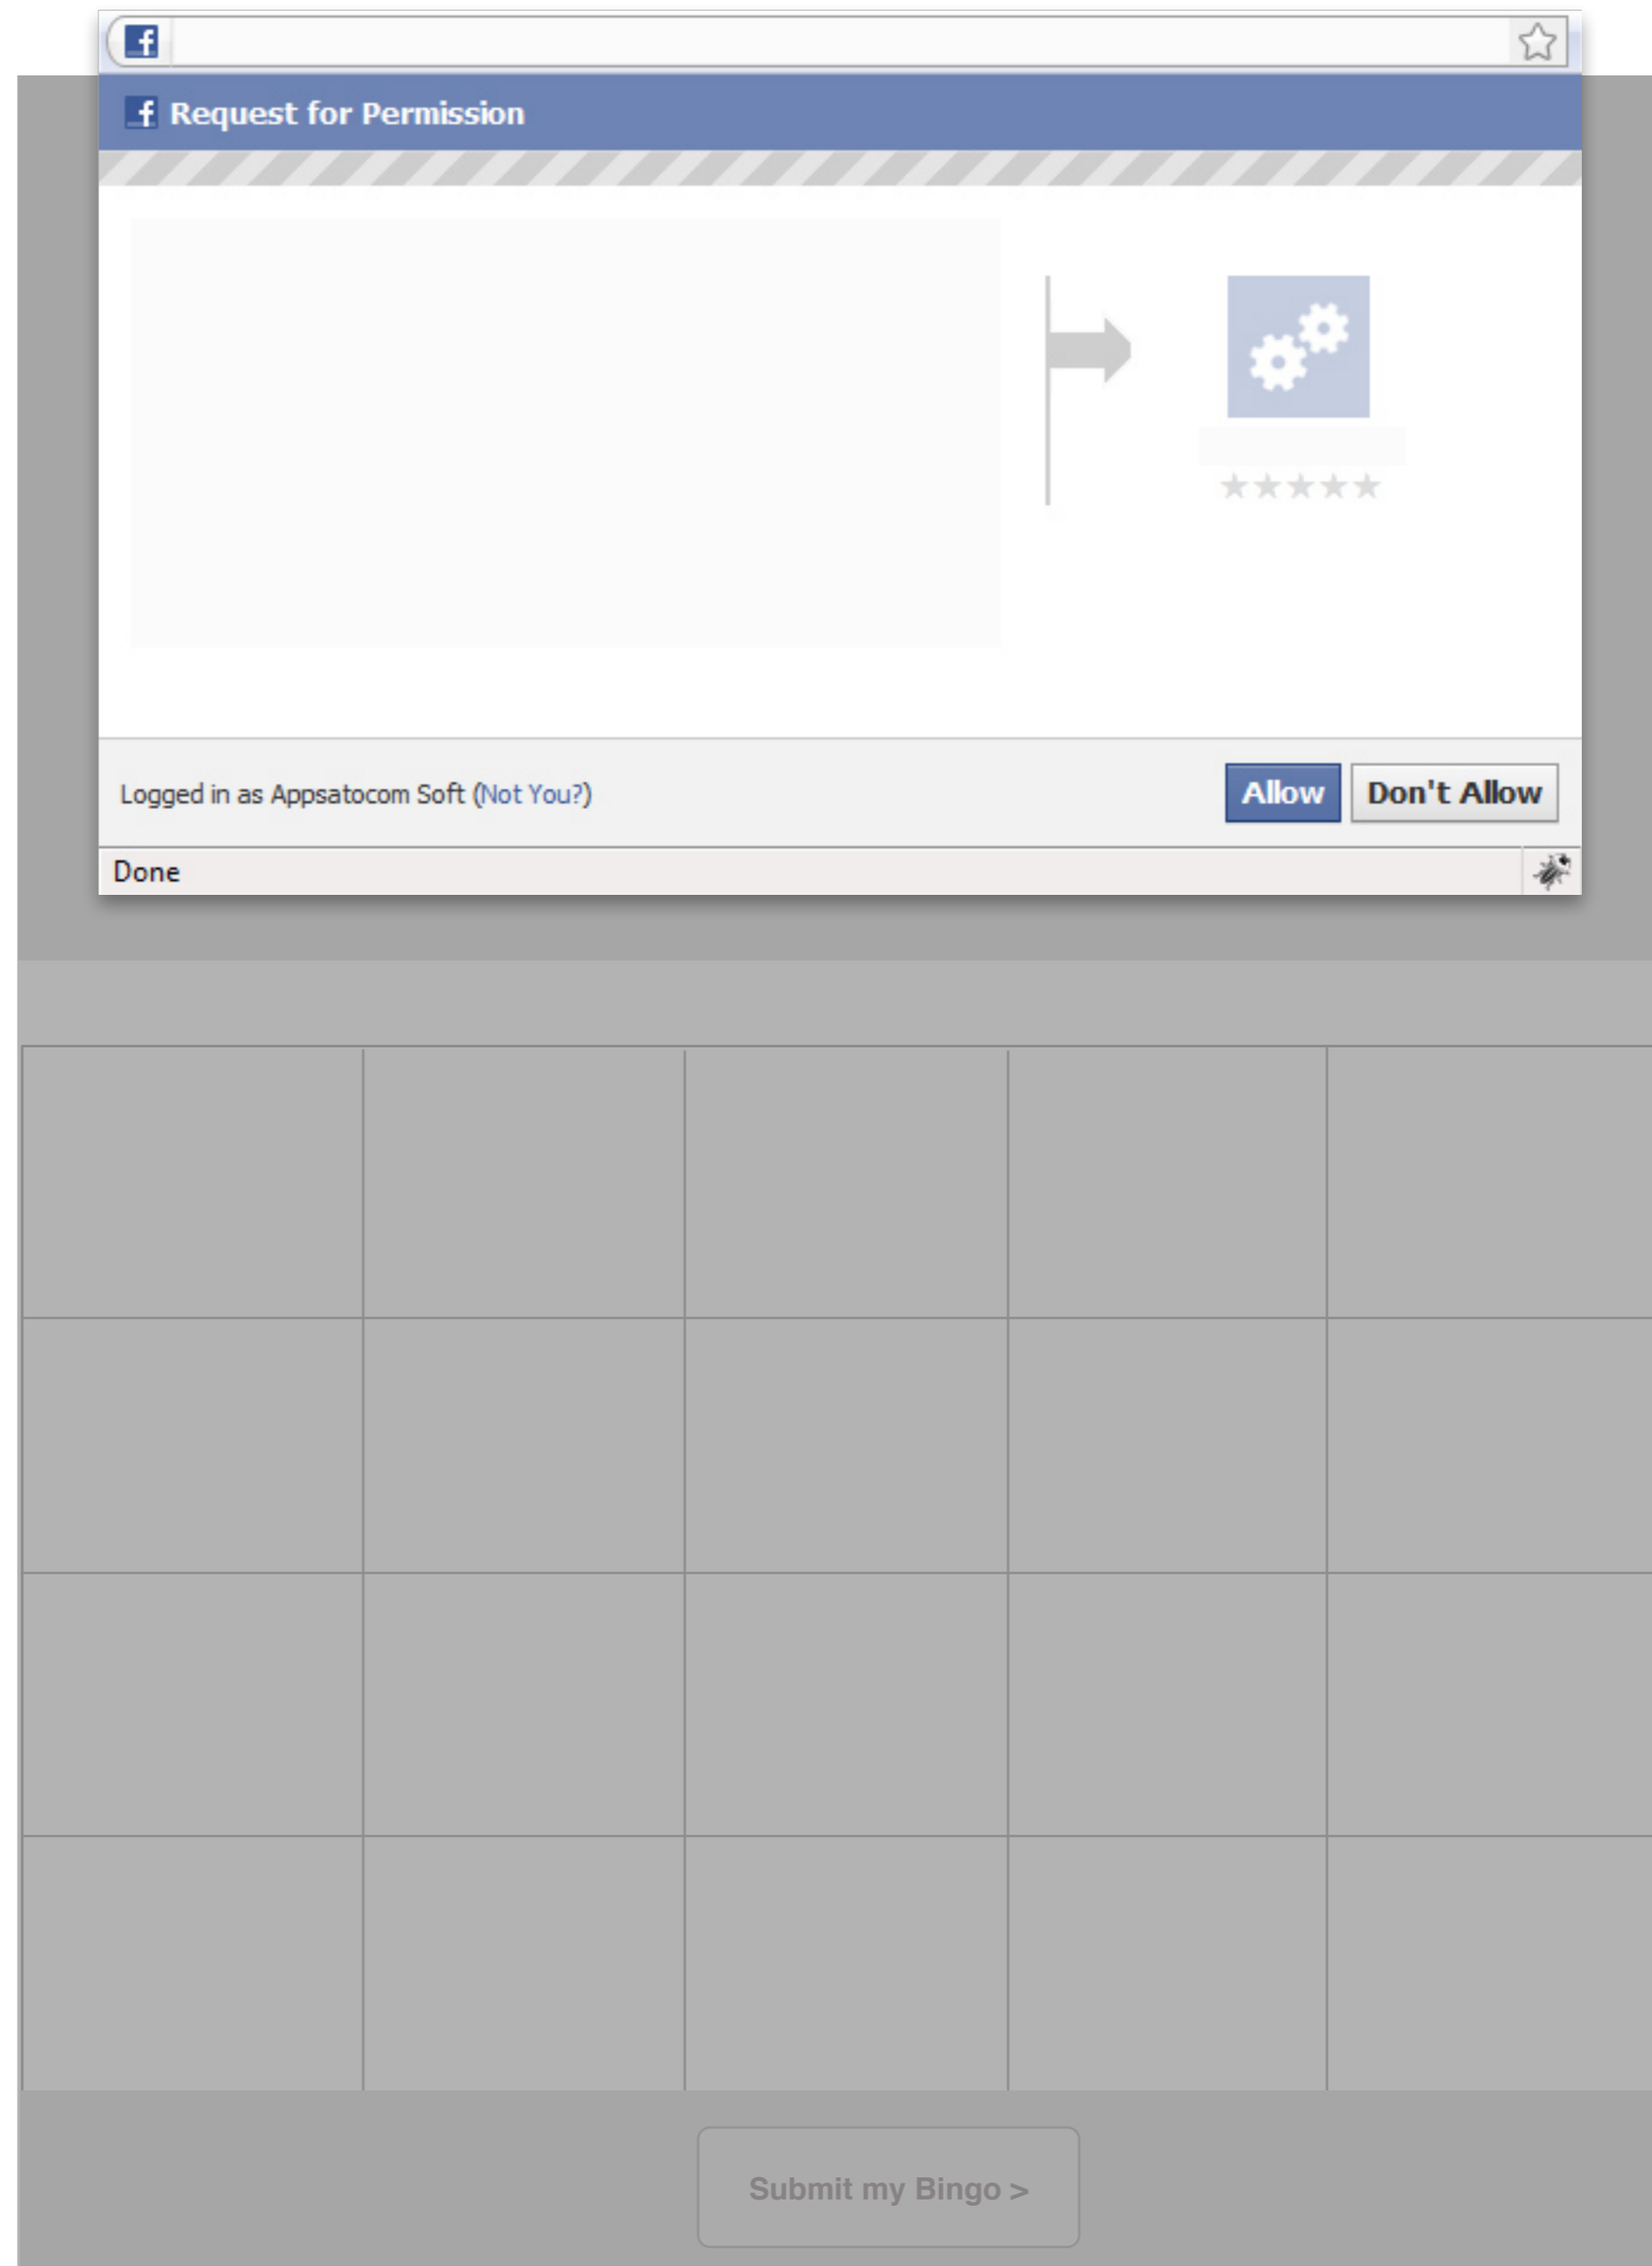 Request for Permission
Logged in as Appsatocom Soft (Not You?)
Allow
Don't Allow
Done
Submit my Bingo >